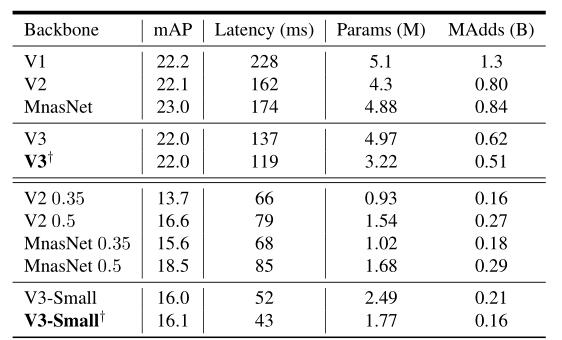 Backbone mAP Latency (ms) Params (M) MAdds (B)
V1 22.2 228 5.1 1.3
V2 22.1 162 4.3 0.80
MnasNet 23.0 174 4.88 0.84
V3 22.0 137 4.97 0.62
V3† 22.0 119 3.22 0.51
V2 0.35 13.7 66 0.93 0.16
V2 0.5 16.6 79 1.54 0.27
MnasNet 0.35 15.6 68 1.02 0.18
MnasNet 0.5 18.5 85 1.68 0.29
V3-Small 16.0 52 2.49 0.21
V3-Small† 16.1 43 1.77 0.16